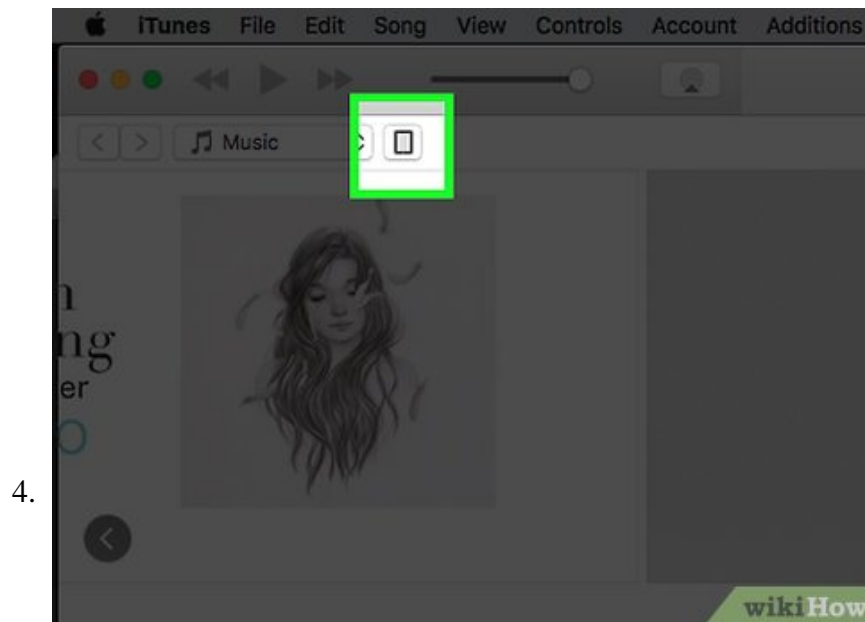 iTunes File Edit Song View Controls Account Additions
Music
n
ng
er
O
4.
wikiHow